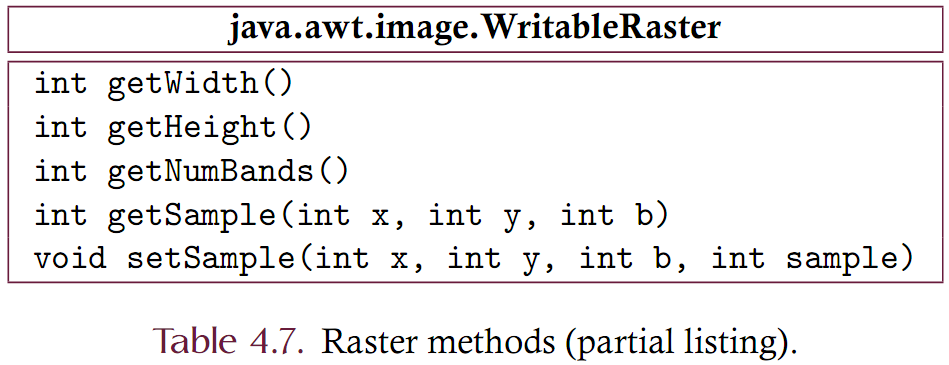 java.awt.image.WritableRaster
int getWidth()
int getHeight()
int getNumBands()
int getSample(int x, int y, int b)
void setSample(int x, int y, int b, int sample)
Table 4.7. Raster methods (partial listing).